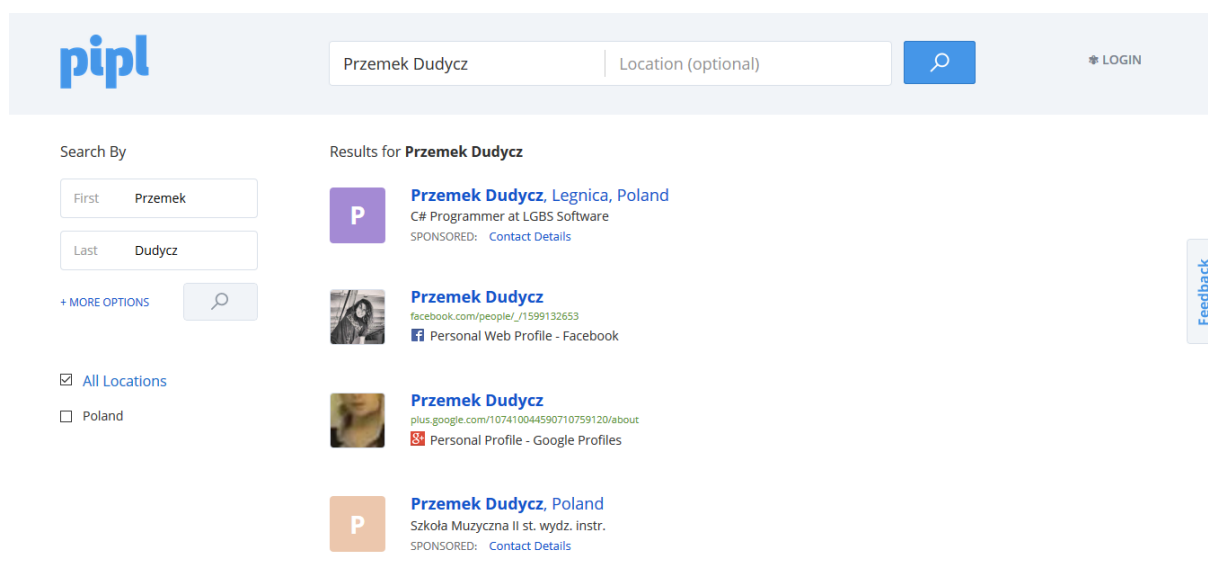 pipl
Przemek Dudycz
Location (optional)
LOGIN
Search By
First Przemek
Last Dudycz
+ MORE OPTIONS
All Locations
Poland
Results for Przemek Dudycz
P
Przemek Dudycz, Legnica, Poland
C# Programmer at LGBS Software
SPONSORED: Contact Details
Przemek Dudycz
facebook.com/people/_/1599132653
f Personal Web Profile - Facebook
Przemek Dudycz
plus.google.com/107410044590710759120/about
8+ Personal Profile - Google Profiles
P
Przemek Dudycz, Poland
Szkoła Muzyczna II st. wydz. instr.
SPONSORED: Contact Details
Feedback